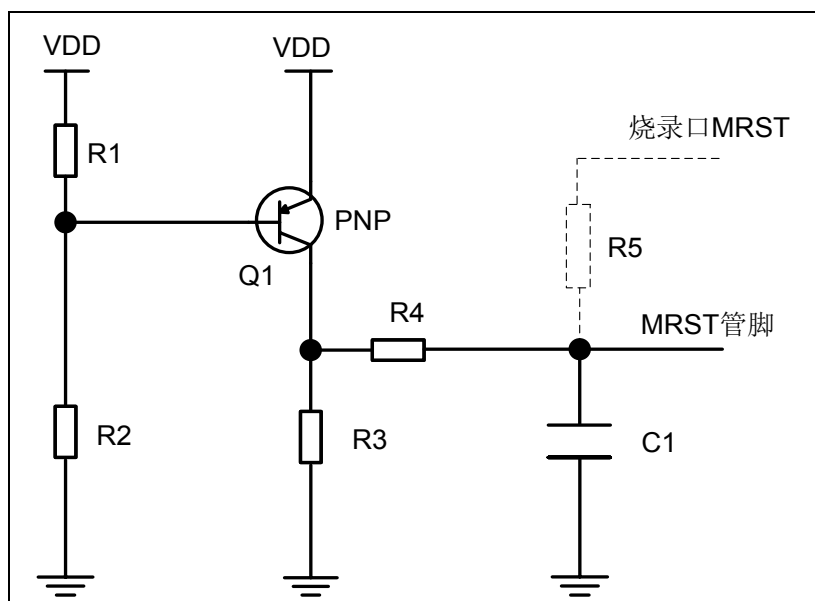 VDD
VDD
烧录口MRST
R1
PNP
Q1
R5
R4
MRST管脚
R2
R3
C1